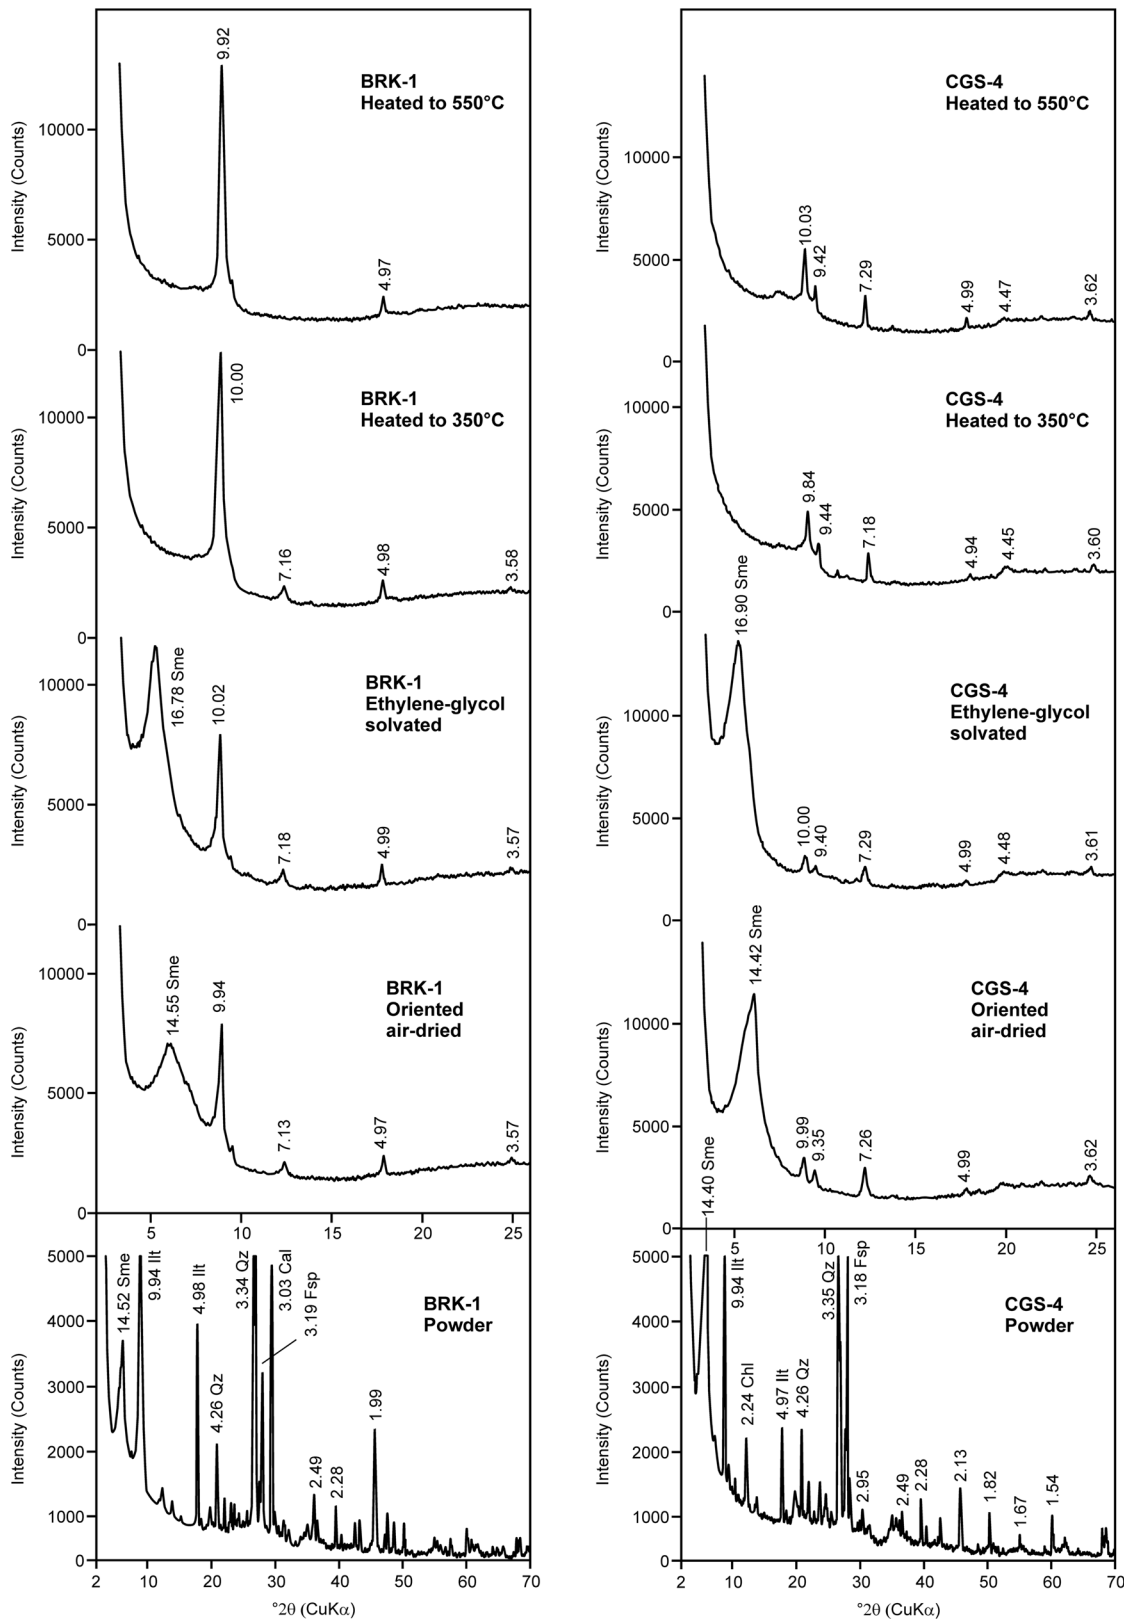 9.92
BRK-1
Heated to 550°C
Intensity (Counts)
10000
5000
0
4.97
10.00
BRK-1
Heated to 350°C
Intensity (Counts)
10000
5000
0
7.16
4.98
3.58
16.78 Sme
10.02
BRK-1
Ethylene-glycol
solvated
Intensity (Counts)
10000
5000
0
7.18
4.99
3.57
14.55 Sme
9.94
BRK-1
Oriented
air-dried
Intensity (Counts)
10000
5000
0
7.13
4.97
3.57
5 10 15 20 25
14.52 Sme
9.94 Ilt
4.98 Ilt
4.26 Qz
3.34 Qz
3.03 Cal
3.19 Fsp
2.49
2.28
1.99
BRK-1
Powder
Intensity (Counts)
5000
4000
3000
2000
1000
0
2 10 20 30 40 50 60 70
°2θ (CuKα)
CGS-4
Heated to 550°C
Intensity (Counts)
10000
5000
0
10.03
9.42
7.29
4.99
4.47
3.62
CGS-4
Heated to 350°C
Intensity (Counts)
10000
5000
0
9.84
9.44
7.18
4.94
4.45
3.60
16.90 Sme
CGS-4
Ethylene-glycol
solvated
Intensity (Counts)
10000
5000
0
10.00
9.40
7.29
4.99
4.48
3.61
14.42 Sme
CGS-4
Oriented
air-dried
Intensity (Counts)
10000
5000
0
9.99
9.35
7.26
4.99
3.62
5 10 15 20 25
14.40 Sme
9.94 Ilt
2.24 Chl
4.97 Ilt
4.26 Qz
3.35 Qz
3.18 Fsp
2.95
2.49
2.28
2.13
1.82
1.67
1.54
CGS-4
Powder
Intensity (Counts)
5000
4000
3000
2000
1000
0
2 10 20 30 40 50 60 70
°2θ (CuKα)